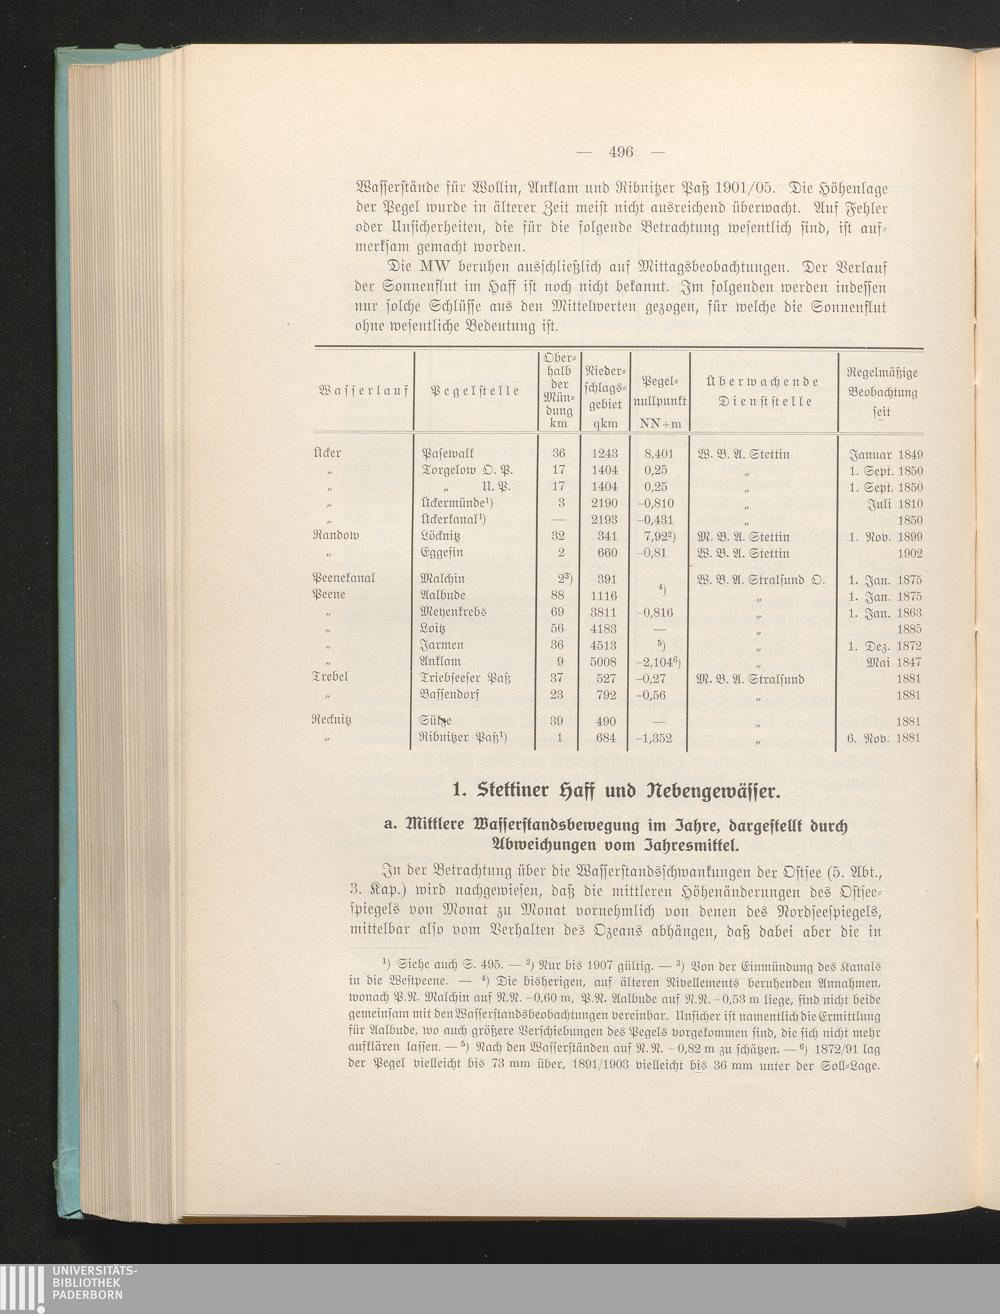 — 496 —
Wasserstände für Wollin, Anklam und Ribnitzer Paß 1901/05. Die Höhenlage
der Pegel wurde in älterer Zeit meist nicht ausreichend überwacht. Auf Fehler
oder Unsicherheiten, die für die folgende Betrachtung wesentlich sind, ist auf-
merksam gemacht worden.
Die MW beruhen ausschließlich auf Mittagsbeobachtungen. Der Verlauf
der Sonnenflut im Haff ist noch nicht bekannt. Im folgenden werden indessen
nur solche Schlüsse aus den Mittelwerten gezogen, für welche die Sonnenflut
ohne wesentliche Bedeutung ist.
Wasserlauf | Pegelstelle | Ober-halb der Mün-dung km | Nieder-schlags-gebiet qkm | Pegel-nullpunkt NN+m | Überwachende Dienststelle | Regelmäßige Beobachtung seit
Ücker Pasewalk 36 1243 8,401 W. B. A. Stettin Januar 1849
„ Torgelow O. P. 17 1404 0,25 „ 1. Sept. 1850
„ „ U. P. 17 1404 0,25 „ 1. Sept. 1850
„ Ückermünde¹) 3 2190 –0,810 „ Juli 1810
„ Ückerkanal¹) — 2193 –0,431 „ 1850
Randow Löcknitz 32 341 7,92²) M. B. A. Stettin 1. Nov. 1899
„ Eggesin 2 660 –0,81 W. B. A. Stettin 1902
Peenekanal Malchin 2³) 391 ⁴) W. B. A. Stralsund O. 1. Jan. 1875
Peene Aalbude 88 1116 „ 1. Jan. 1875
„ Meyenkrebs 69 3811 –0,816 „ 1. Jan. 1863
„ Loitz 56 4183 — „ 1885
„ Jarmen 36 4513 ⁵) „ 1. Dez. 1872
„ Anklam 9 5008 –2,104⁶) „ Mai 1847
Trebel Triebseeser Paß 37 527 –0,27 M. B. A. Stralsund 1881
„ Bassendorf 23 792 –0,56 „ 1881
Recknitz 39 490 — „ 1881
„ Ribnitzer Paß¹) 1 684 –1,352 „ 6. Nov. 1881
1. Stettiner Haff und Nebengewässer.
a. Mittlere Wasserstandsbewegung im Jahre, dargestellt durch
Abweichungen vom Jahresmittel.
In der Betrachtung über die Wasserstandsschwankungen der Ostsee (5. Abt.,
3. Kap.) wird nachgewiesen, daß die mittleren Höhenänderungen des Ostsee-
spiegels von Monat zu Monat vornehmlich von denen des Nordseespiegels,
mittelbar also vom Verhalten des Ozeans abhängen, daß dabei aber die in
¹) Siehe auch S. 495. — ²) Nur bis 1907 gültig. — ³) Von der Einmündung des Kanals
in die Westpeene. — ⁴) Die bisherigen, auf älteren Nivellements beruhenden Annahmen,
wonach P.N. Malchin auf N.N. –0,60 m, P.N. Aalbude auf N.N. –0,53 m liege, sind nicht beide
gemeinsam mit den Wasserstandsbeobachtungen vereinbar. Unsicher ist namentlich die Ermittlung
für Aalbude, wo auch größere Verschiebungen des Pegels vorgekommen sind, die sich nicht mehr
aufklären lassen. — ⁵) Nach den Wasserständen auf N.N. – 0,82 m zu schätzen. — ⁶) 1872/91 lag
der Pegel vielleicht bis 73 mm über, 1891/1903 vielleicht bis 36 mm unter der Soll-Lage.
UNIVERSITÄTS-
BIBLIOTHEK
PADERBORN